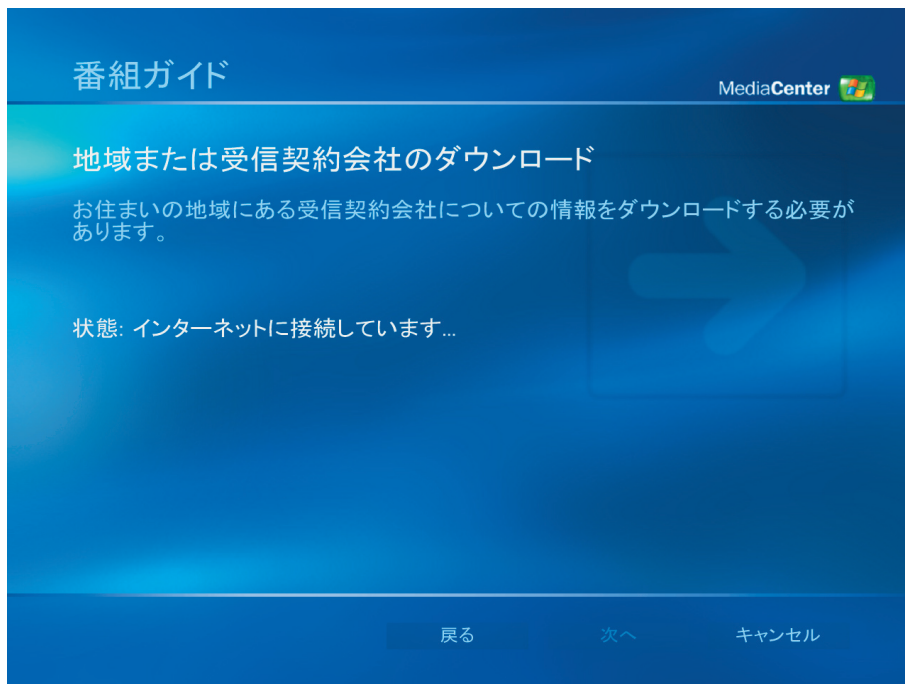 番組ガイド
MediaCenter
地域または受信契約会社のダウンロード
お住まいの地域にある受信契約会社についての情報をダウンロードする必要が
あります。
状態: インターネットに接続しています...
戻る 次へ キャンセル